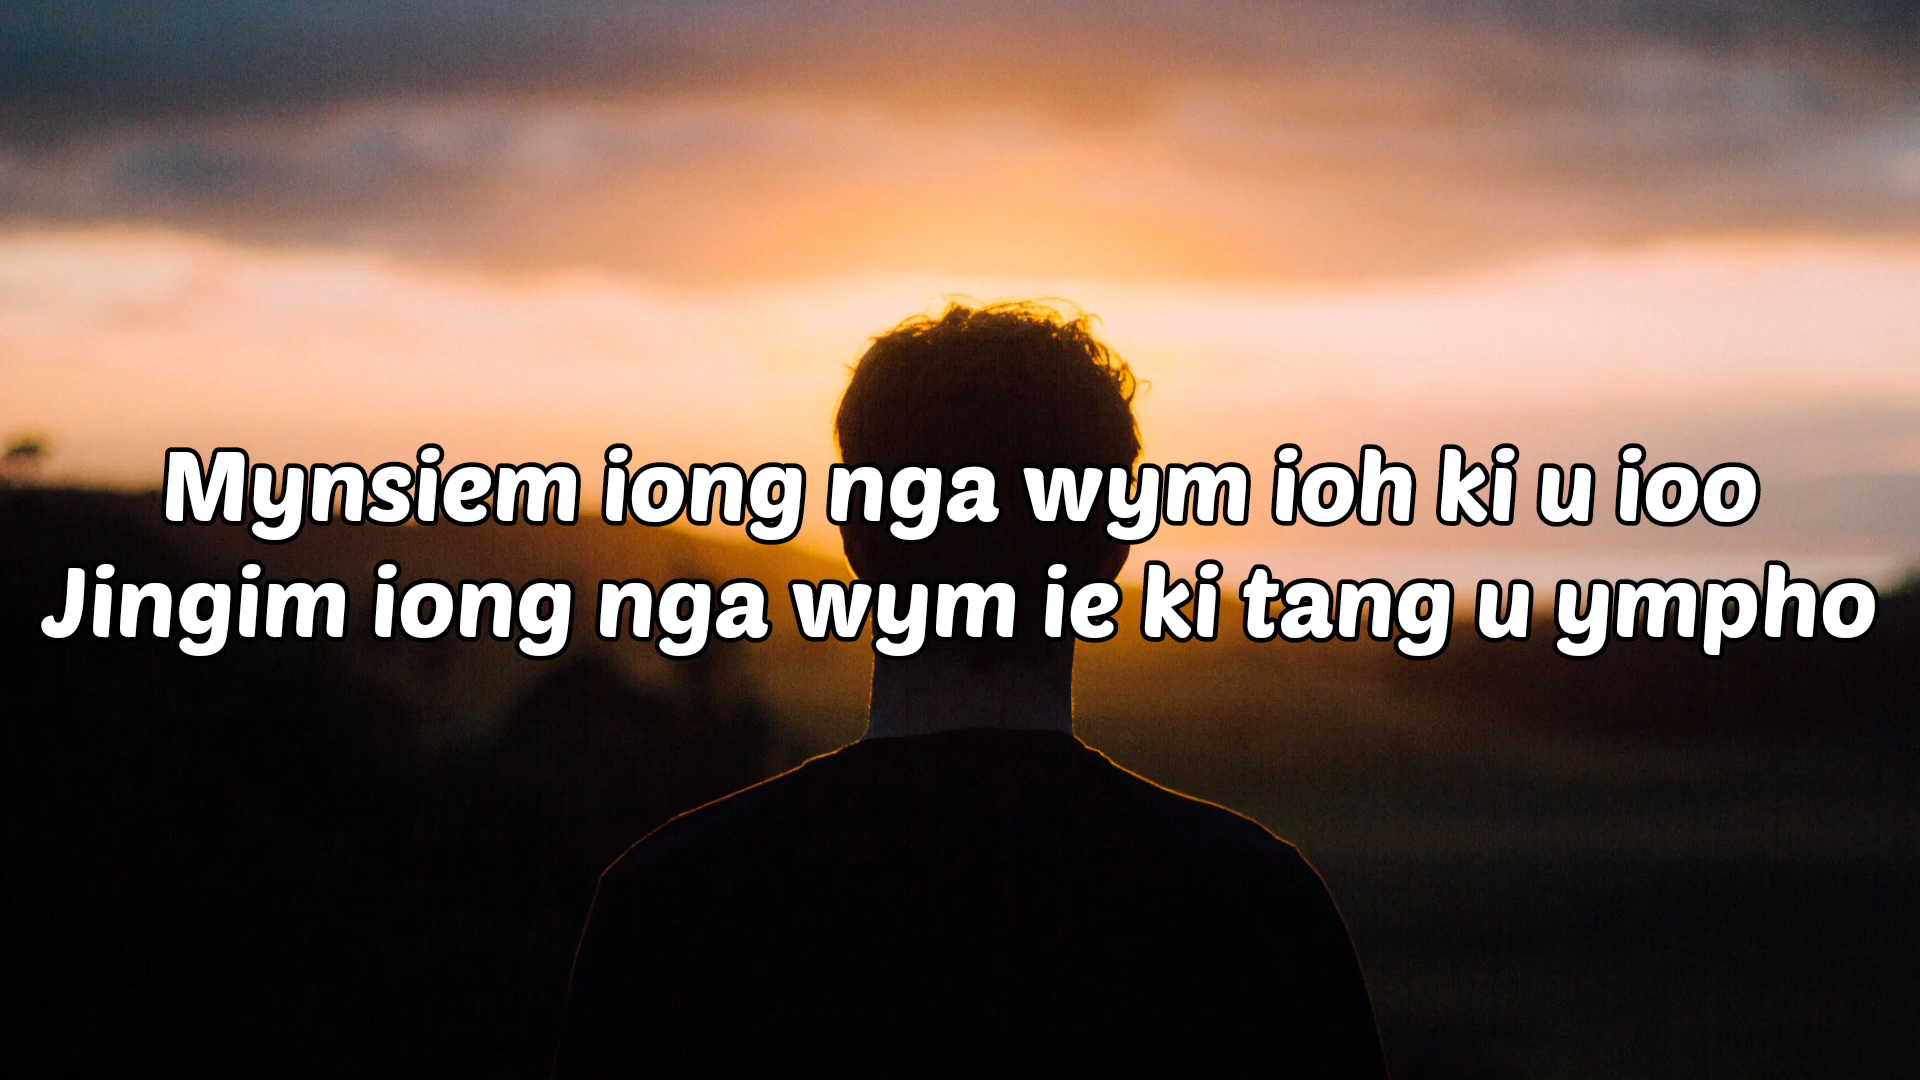 Mynsiem iong nga wym ioh ki u ioo
Jingim iong nga wym ie ki tang u ympho